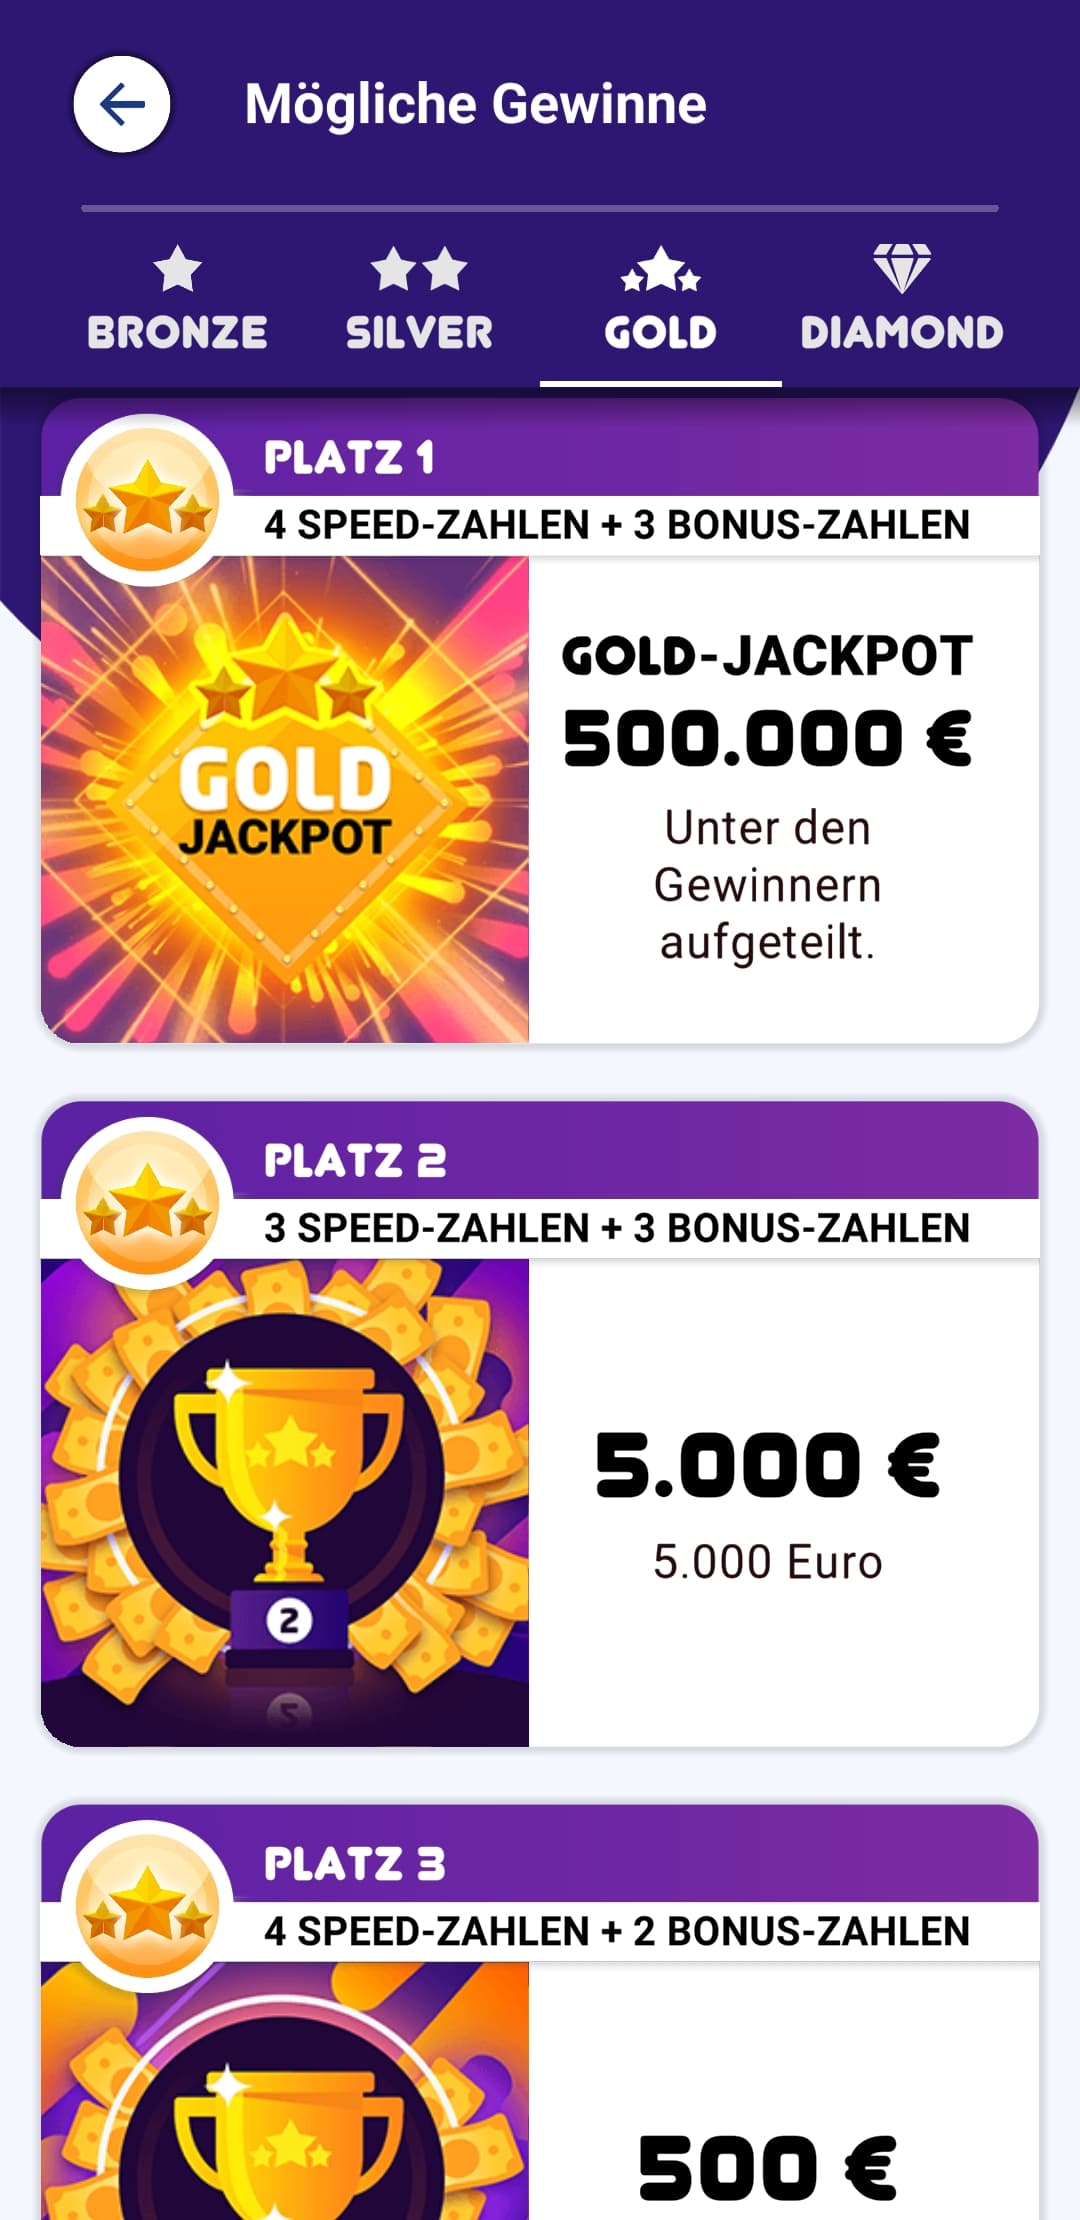 Mögliche Gewinne
BRONZE
SILVER
GOLD
DIAMOND
PLATZ 1
4 SPEED-ZAHLEN + 3 BONUS-ZAHLEN
GOLD
JACKPOT
GOLD-JACKPOT
500.000 €
Unter den
Gewinnern
aufgeteilt.
PLATZ 2
3 SPEED-ZAHLEN + 3 BONUS-ZAHLEN
2
5.000 €
5.000 Euro
PLATZ 3
4 SPEED-ZAHLEN + 2 BONUS-ZAHLEN
500 €